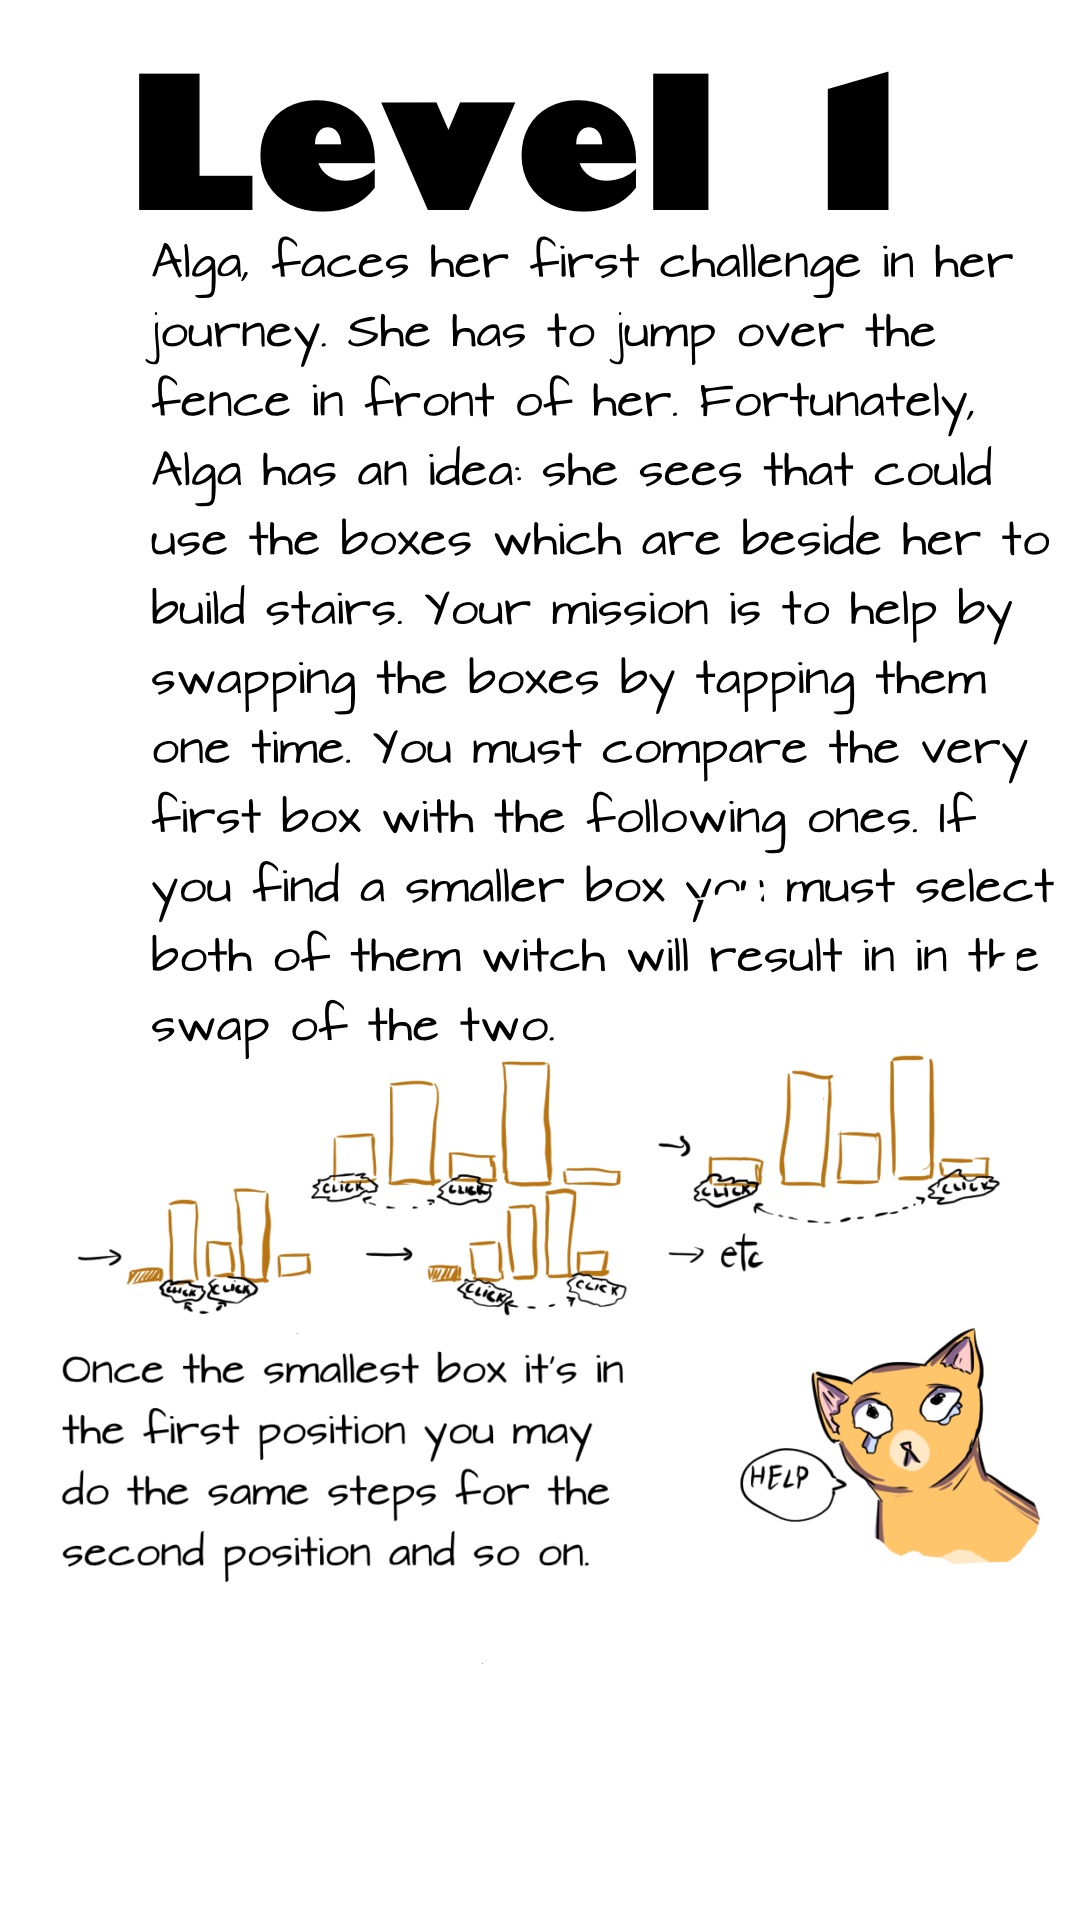 Level 1
Alga, faces her first challenge in her
journey. She has to jump over the
fence in front of her. Fortunately,
Alga has an idea: she sees that could
use the boxes which are beside her to
build stairs. Your mission is to help by
swapping the boxes by tapping them
one time. You must compare the very
first box with the following ones. If
you find a smaller box you must select
both of them witch will result in in the
swap of the two.
CLICK CLICK CLICK CLICK
CLICK CLICK CLICK CLICK etc
Once the smallest box it's in
the first position you may
do the same steps for the
second position and so on.
HELP